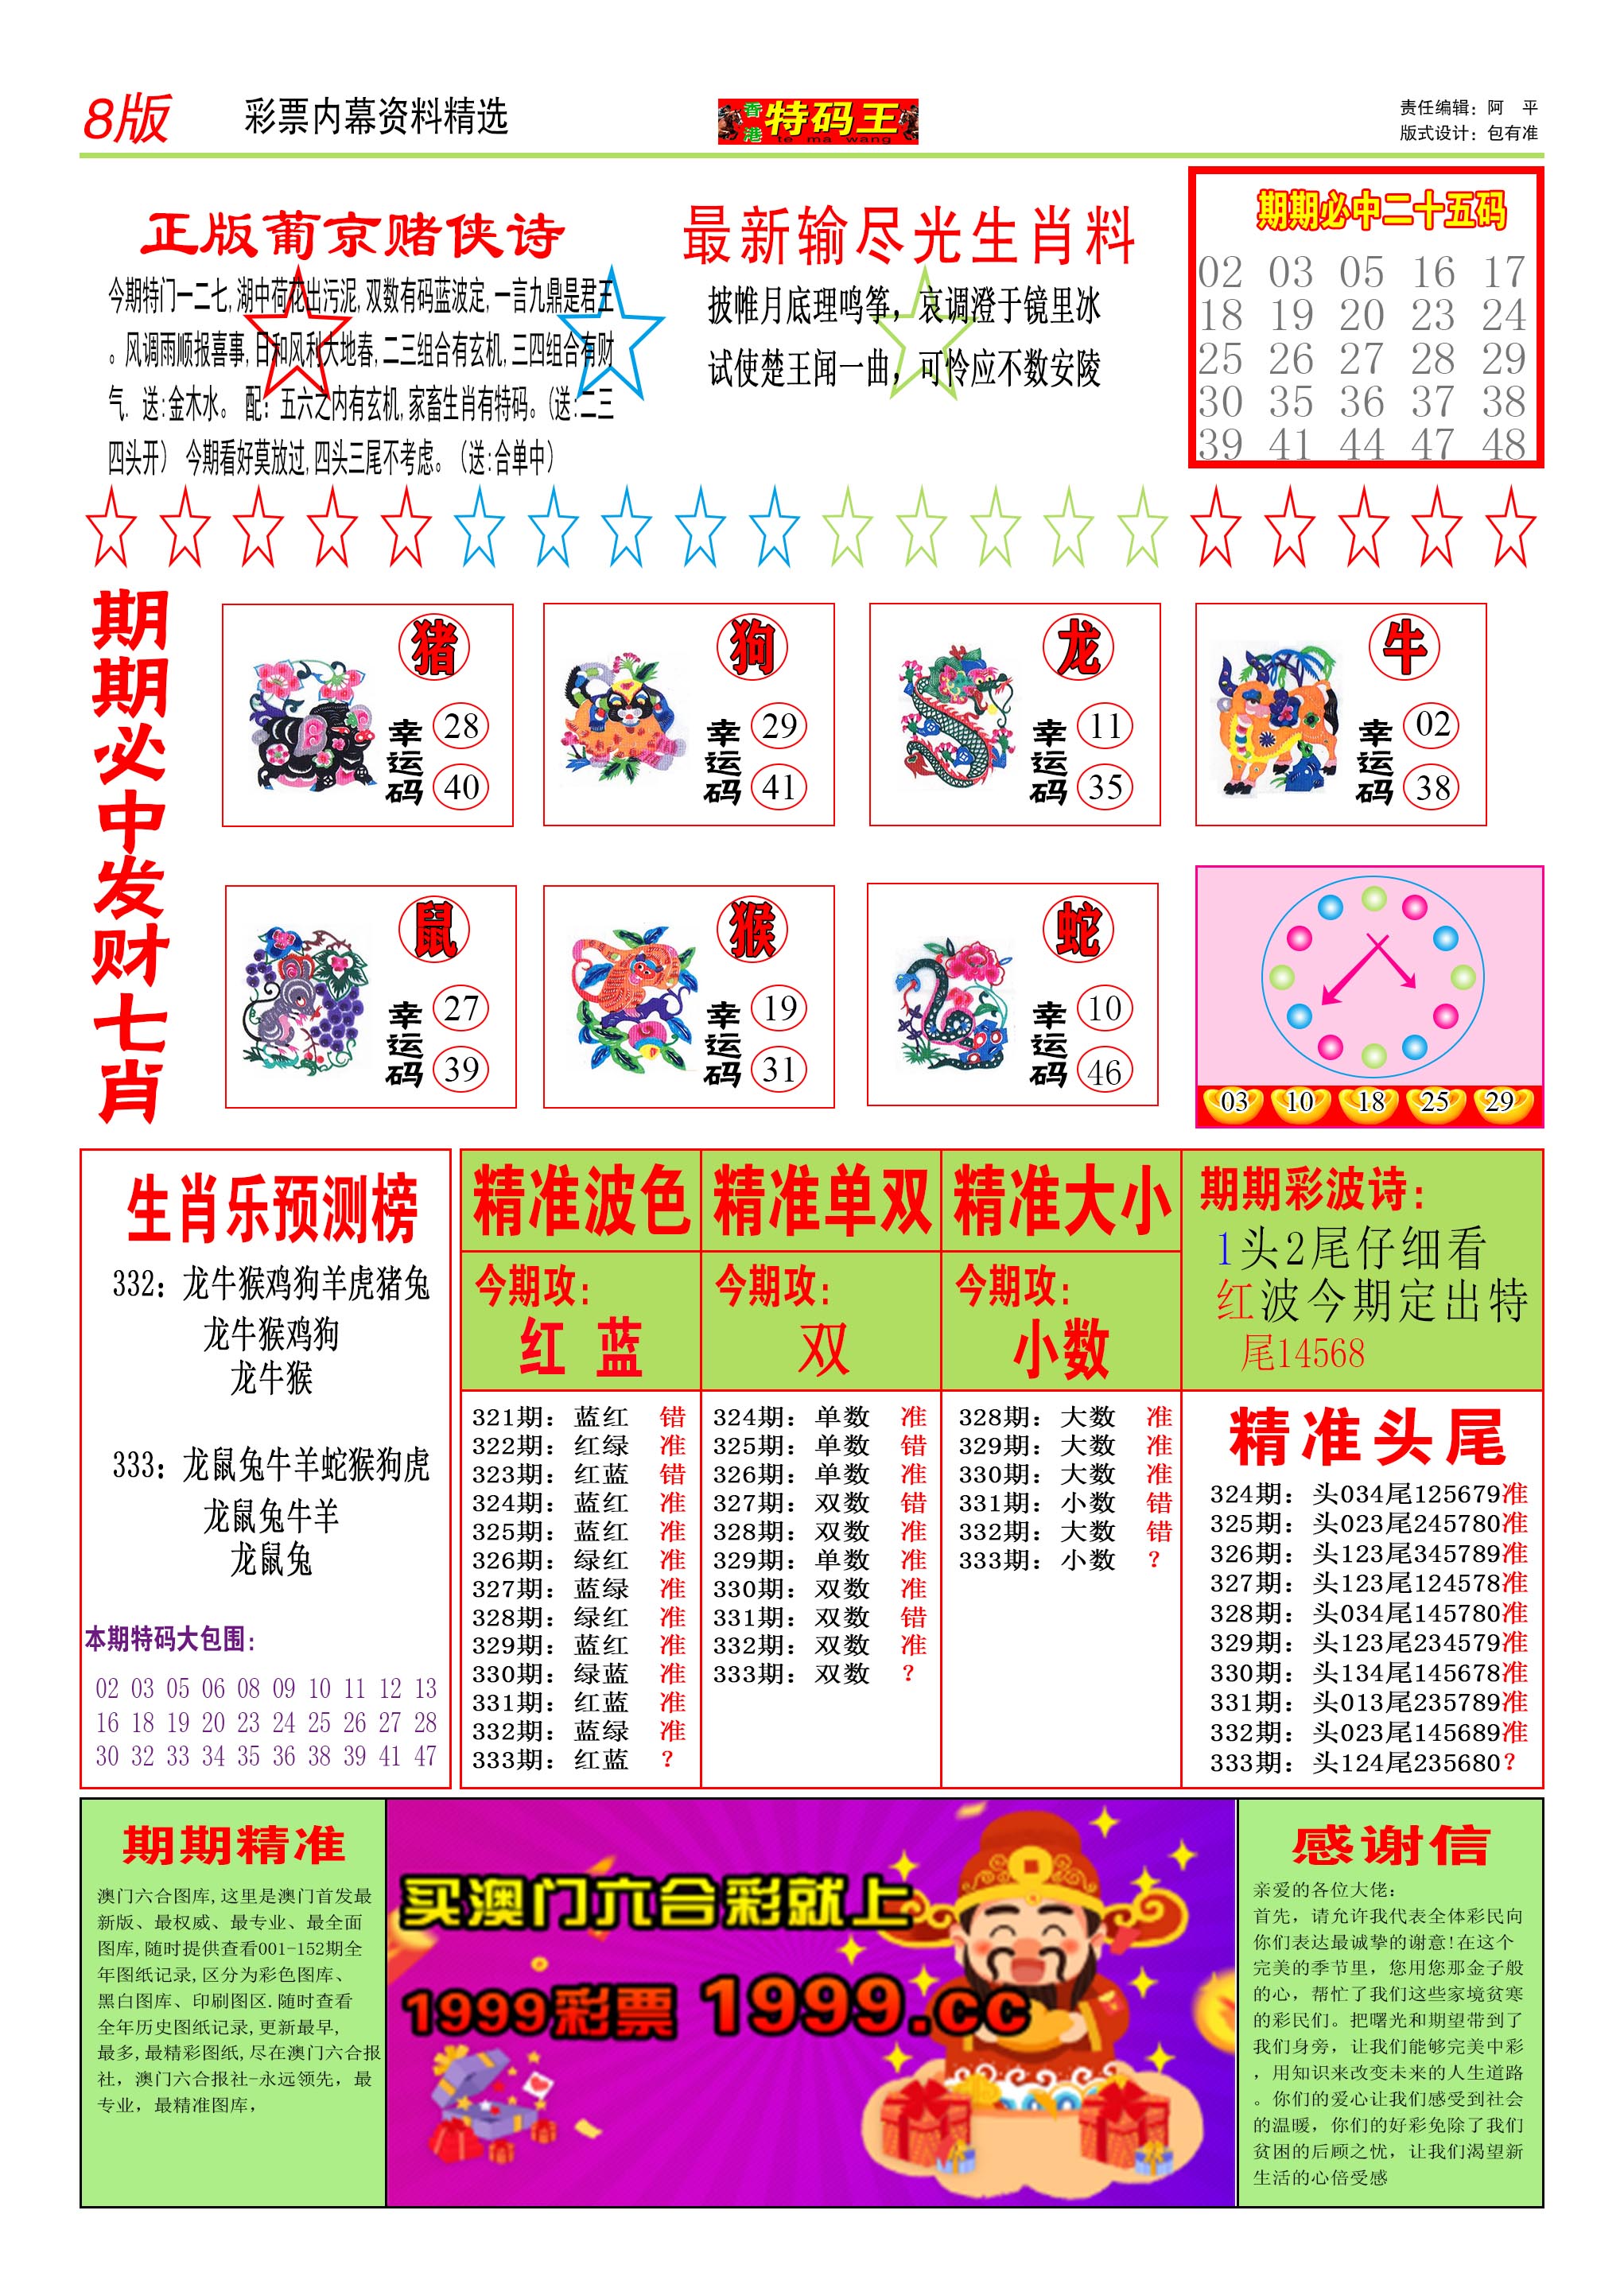 8版
彩票内幕资料精选
香港
特码王
te ma wang
责任编辑：阿 平
版式设计：包有准
正版葡京赌侠诗
今期特门一二七,湖中荷花出污泥,双数有码蓝波定,一言九鼎是君王
。风调雨顺报喜事,日和风利大地春,二三组合有玄机,三四组合有财
气. 送:金木水。 配：五六之内有玄机,家畜生肖有特码。(送:二三
四头开） 今期看好莫放过,四头三尾不考虑。（送:合单中）
最新输尽光生肖料
披帷月底理鸣筝，哀调澄于镜里冰
试使楚王闻一曲，可怜应不数安陵
期期必中二十五码
02 03 05 16 17
18 19 20 23 24
25 26 27 28 29
30 35 36 37 38
39 41 44 47 48
期期必中发财七肖
猪
幸运码
28
40
狗
幸运码
29
41
龙
幸运码
11
35
牛
幸运码
02
38
鼠
幸运码
27
39
猴
幸运码
19
31
蛇
幸运码
10
46
03 10 18 25 29
生肖乐预测榜
332：龙牛猴鸡狗羊虎猪兔
龙牛猴鸡狗
龙牛猴
333：龙鼠兔牛羊蛇猴狗虎
龙鼠兔牛羊
龙鼠兔
本期特码大包围：
02 03 05 06 08 09 10 11 12 13
16 18 19 20 23 24 25 26 27 28
30 32 33 34 35 36 38 39 41 47
精准波色
今期攻：
红 蓝
321期：蓝红 错
322期：红绿 准
323期：红蓝 错
324期：蓝红 准
325期：蓝红 准
326期：绿红 准
327期：蓝绿 准
328期：绿红 准
329期：蓝红 准
330期：绿蓝 准
331期：红蓝 准
332期：蓝绿 准
333期：红蓝 ？
精准单双
今期攻：
双
324期：单数 准
325期：单数 错
326期：单数 准
327期：双数 错
328期：双数 准
329期：单数 准
330期：双数 准
331期：双数 错
332期：双数 准
333期：双数 ？
精准大小
今期攻：
小数
328期：大数 准
329期：大数 准
330期：大数 准
331期：小数 错
332期：大数 错
333期：小数 ？
期期彩波诗：
1头2尾仔细看
红波今期定出特
尾14568
精准头尾
324期：头034尾125679准
325期：头023尾245780准
326期：头123尾345789准
327期：头123尾124578准
328期：头034尾145780准
329期：头123尾234579准
330期：头134尾145678准
331期：头013尾235789准
332期：头023尾145689准
333期：头124尾235680？
期期精准
澳门六合图库,这里是澳门首发最
新版、最权威、最专业、最全面
图库,随时提供查看001-152期全
年图纸记录,区分为彩色图库、
黑白图库、印刷图区.随时查看
全年历史图纸记录,更新最早,
最多,最精彩图纸,尽在澳门六合报
社，澳门六合报社-永远领先，最
专业，最精准图库，
买澳门六合彩就上
1999彩票 1999.cc
感谢信
亲爱的各位大佬：
首先，请允许我代表全体彩民向
你们表达最诚挚的谢意!在这个
完美的季节里，您用您那金子般
的心，帮忙了我们这些家境贫寒
的彩民们。把曙光和期望带到了
我们身旁，让我们能够完美中彩
，用知识来改变未来的人生道路
。你们的爱心让我们感受到社会
的温暖，你们的好彩免除了我们
贫困的后顾之忧，让我们渴望新
生活的心倍受感